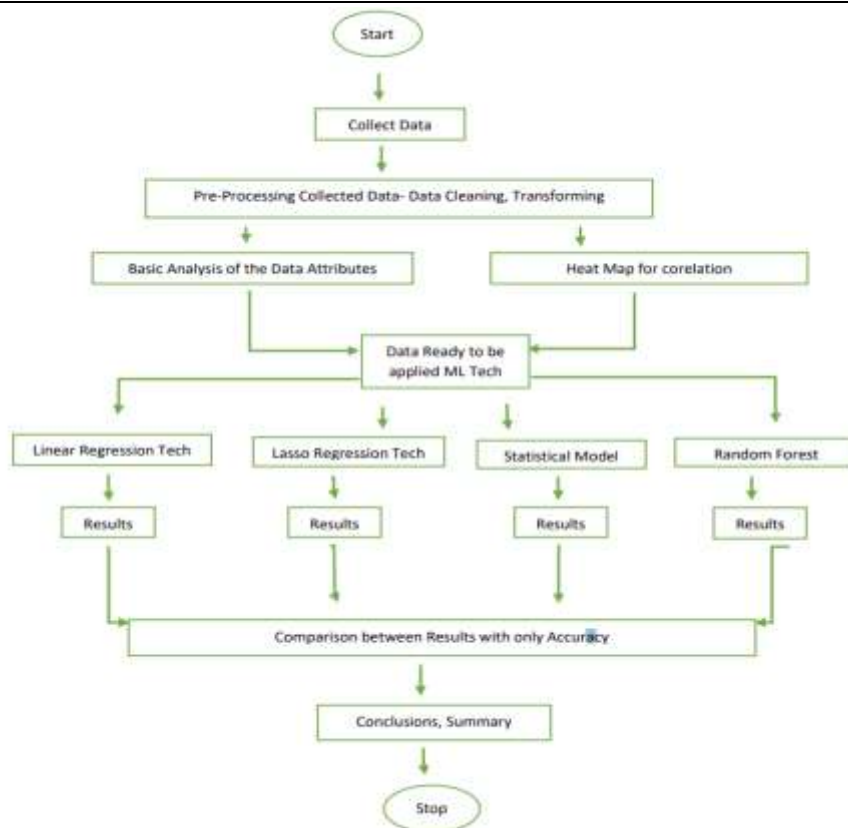 Start
Collect Data
Pre-Processing Collected Data- Data Cleaning, Transforming
Basic Analysis of the Data Attributes
Heat Map for corelation
Data Ready to be
applied ML Tech
Linear Regression Tech
Lasso Regression Tech
Statistical Model
Random Forest
Results
Results
Results
Results
Comparison between Results with only Accuracy
Conclusions, Summary
Stop